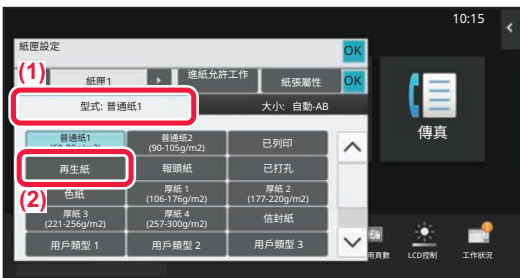 10:15
紙匣設定
OK
(1)
紙匣1
進紙允許工作
紙張屬性
OK
型式: 普通紙1
大小: 自動-AB
普通紙1
普通紙2
(90-105g/m2)
已列印
傳真
再生紙
報頭紙
已打孔
(2)
色紙
厚紙 1
(106-176g/m2)
厚紙 2
(177-220g/m2)
厚紙 3
(221-256g/m2)
厚紙 4
(257-300g/m2)
信封紙
用戶類型 1
用戶類型 2
用戶類型 3
用頁數
LCD控制
工作狀況